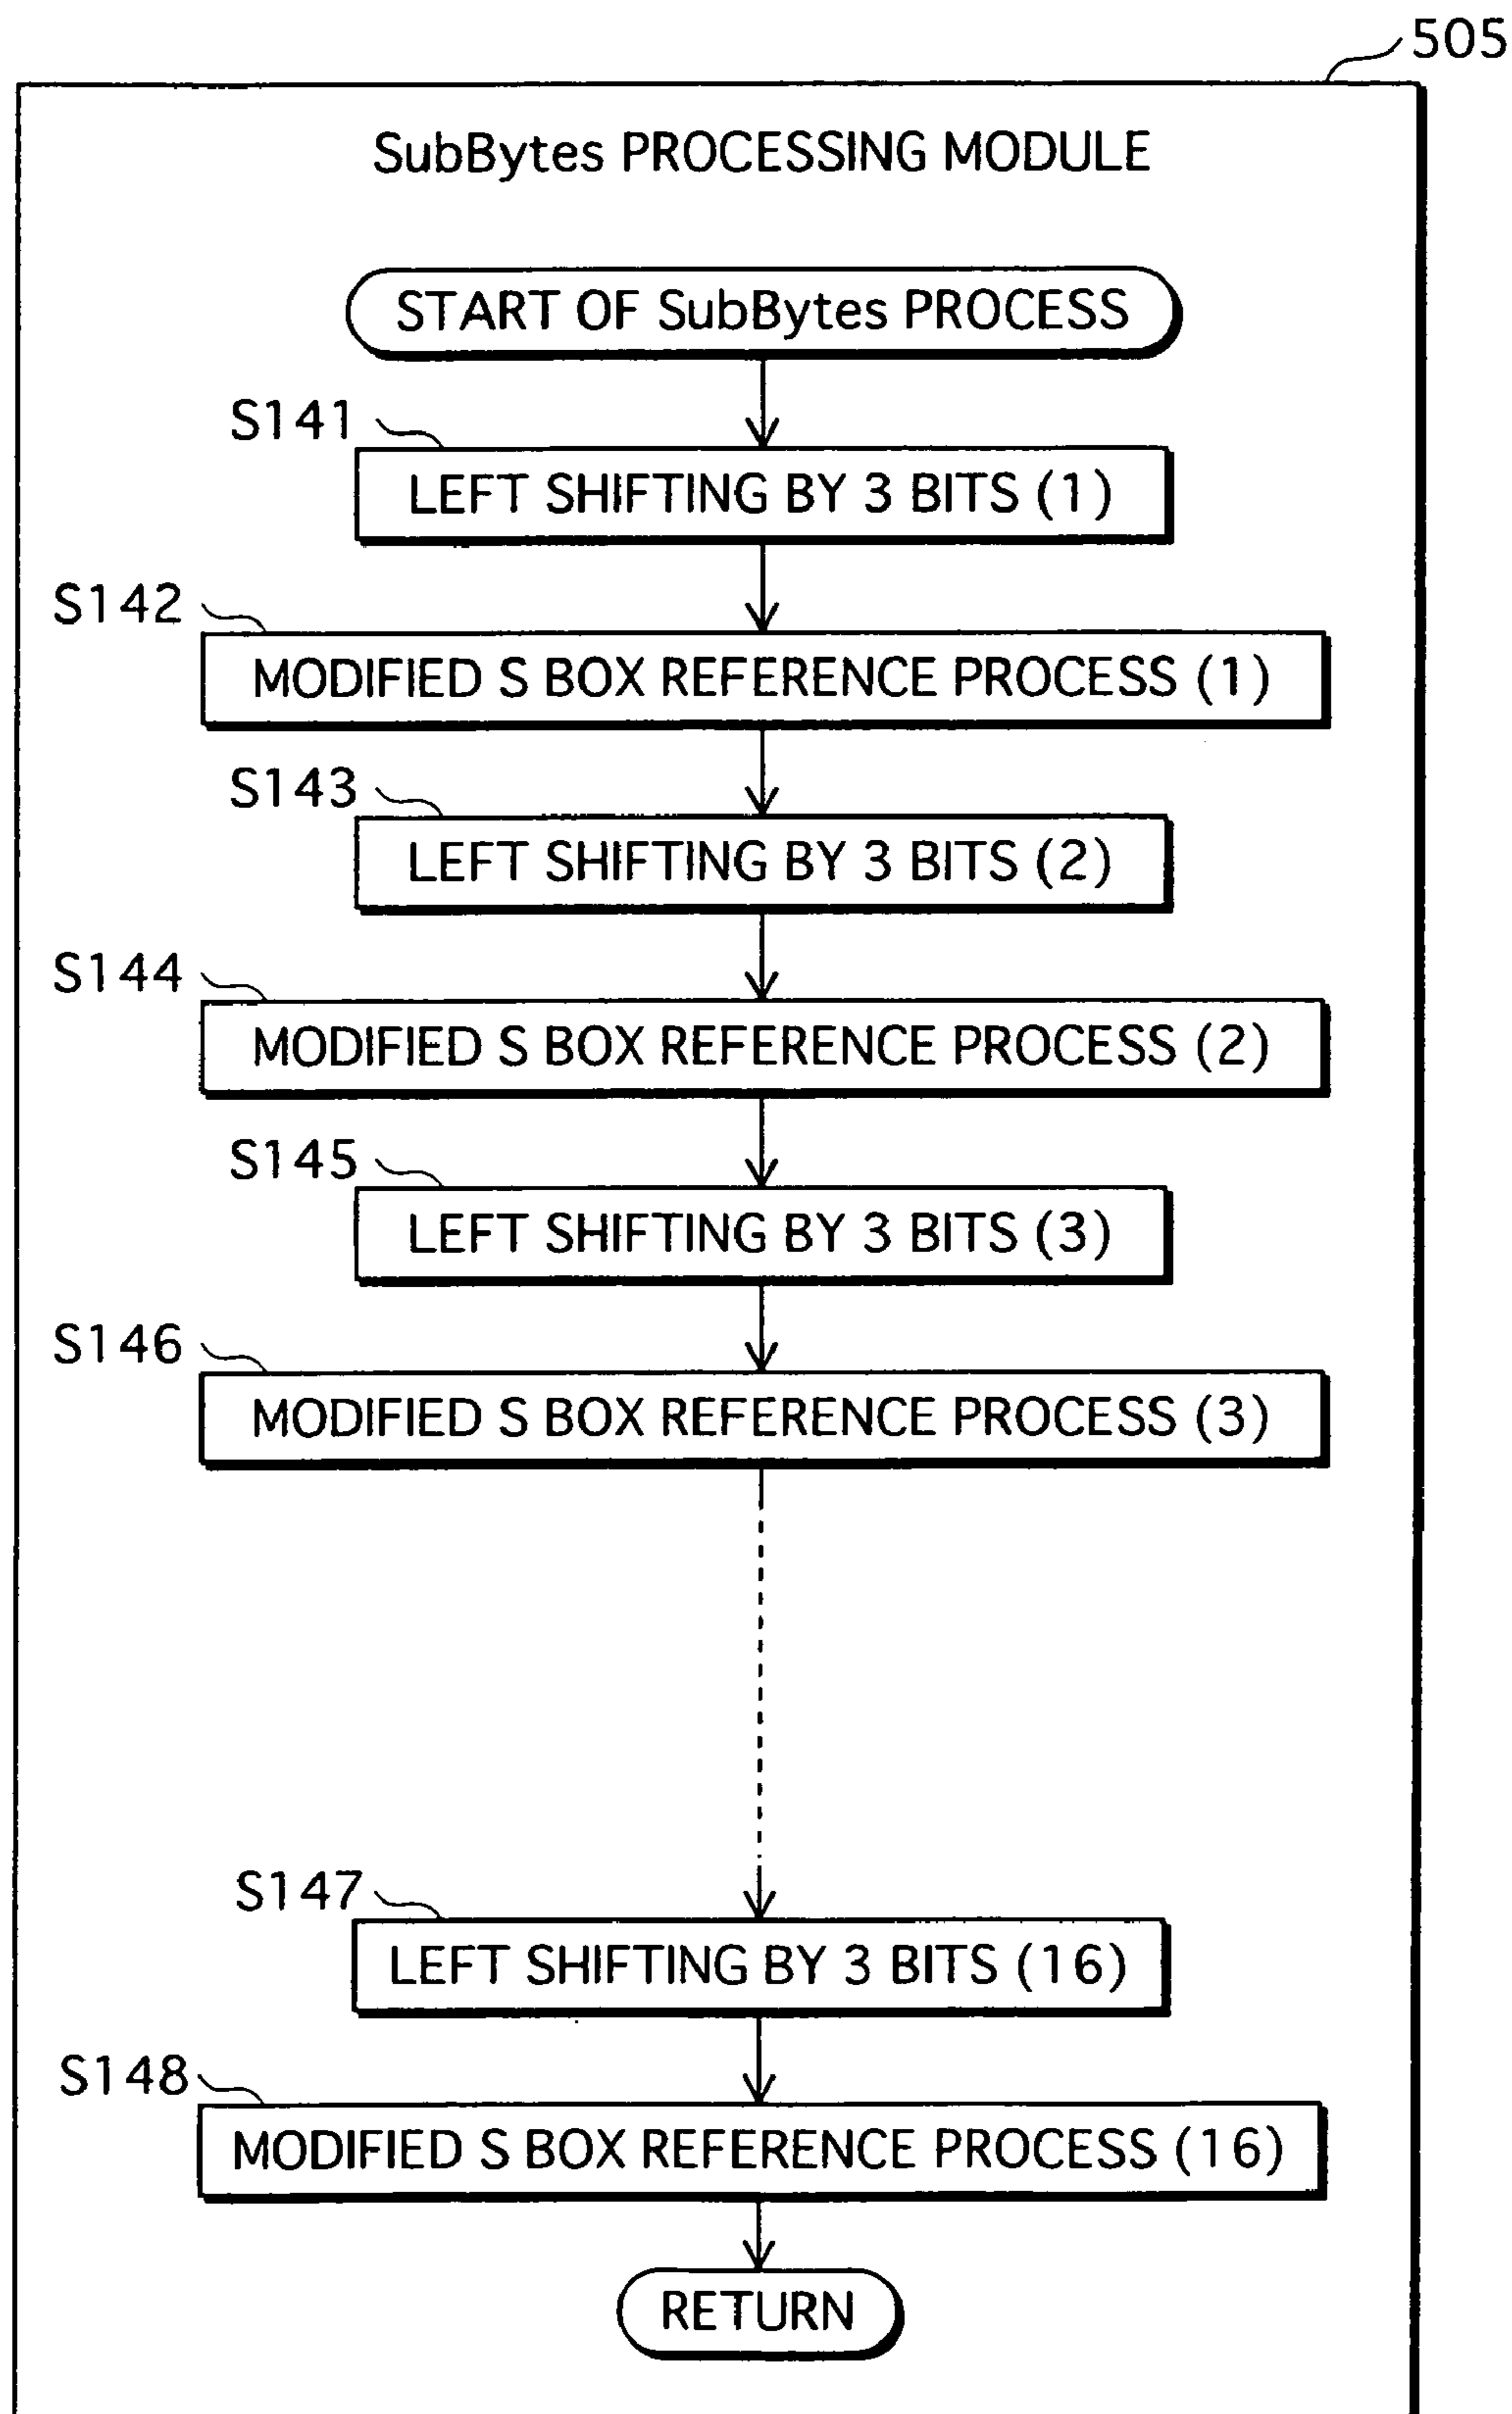 505
SubBytes PROCESSING MODULE
START OF SubBytes PROCESS
S141
LEFT SHIFTING BY 3 BITS (1)
S142
MODIFIED S BOX REFERENCE PROCESS (1)
S143
LEFT SHIFTING BY 3 BITS (2)
S144
MODIFIED S BOX REFERENCE PROCESS (2)
S145
LEFT SHIFTING BY 3 BITS (3)
S146
MODIFIED S BOX REFERENCE PROCESS (3)
S147
LEFT SHIFTING BY 3 BITS (16)
S148
MODIFIED S BOX REFERENCE PROCESS (16)
RETURN